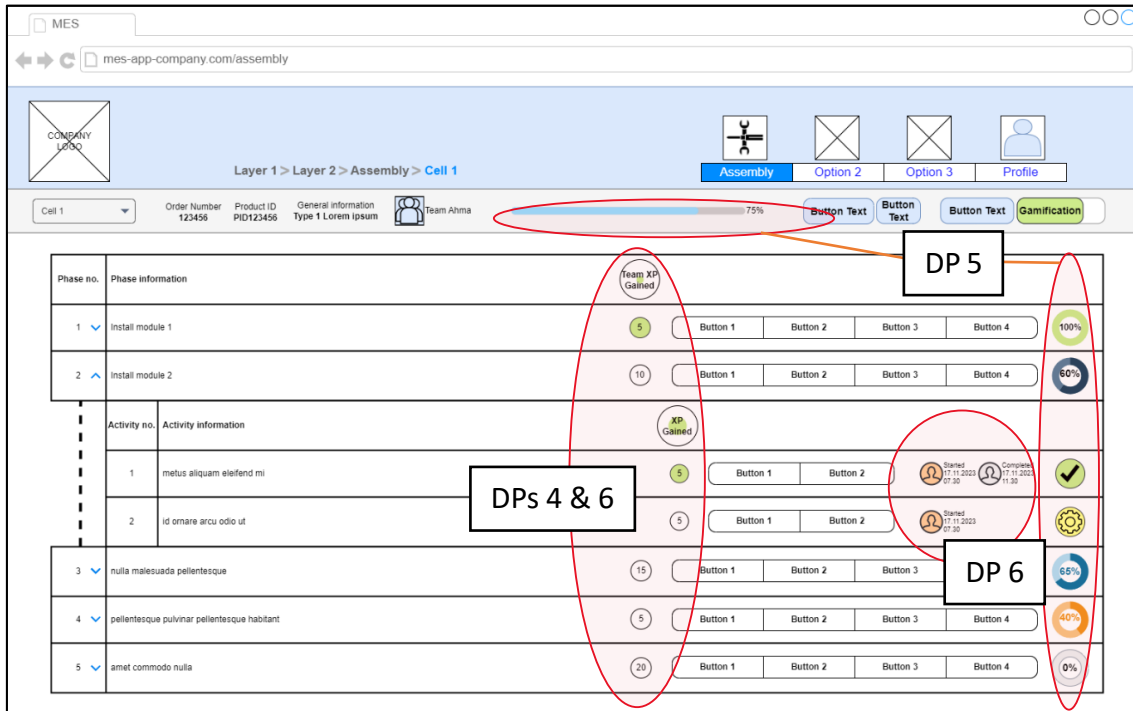 MES
mes-app-company.com/assembly
COMPANY
LOGO
Layer 1 > Layer 2 > Assembly > Cell 1
Assembly
Option 2
Option 3
Profile
Cell 1
Order Number
123456
Product ID
PID123456
General information
Type 1 Lorem ipsum
Team Ahma
75%
Button Text
Button
Text
Button Text
Gamification
DP 5
Phase no.
Phase information
Team XP
Gained
1
Install module 1
5
Button 1
Button 2
Button 3
Button 4
100%
2
Install module 2
10
Button 1
Button 2
Button 3
Button 4
60%
Activity no.
Activity information
XP
Gained
1
metus aliquam eleifend mi
5
Button 1
Button 2
Started
17.11.2023
07.30
Completed
17.11.2023
11.30
DPs 4 & 6
2
id ornare arcu odio ut
5
Button 1
Button 2
Started
17.11.2023
07.30
DP 6
3
nulla malesuada pellentesque
15
Button 1
Button 2
Button 3
65%
4
pellentesque pulvinar pellentesque habitant
5
Button 1
Button 2
Button 3
Button 4
40%
5
amet commodo nulla
20
Button 1
Button 2
Button 3
Button 4
0%